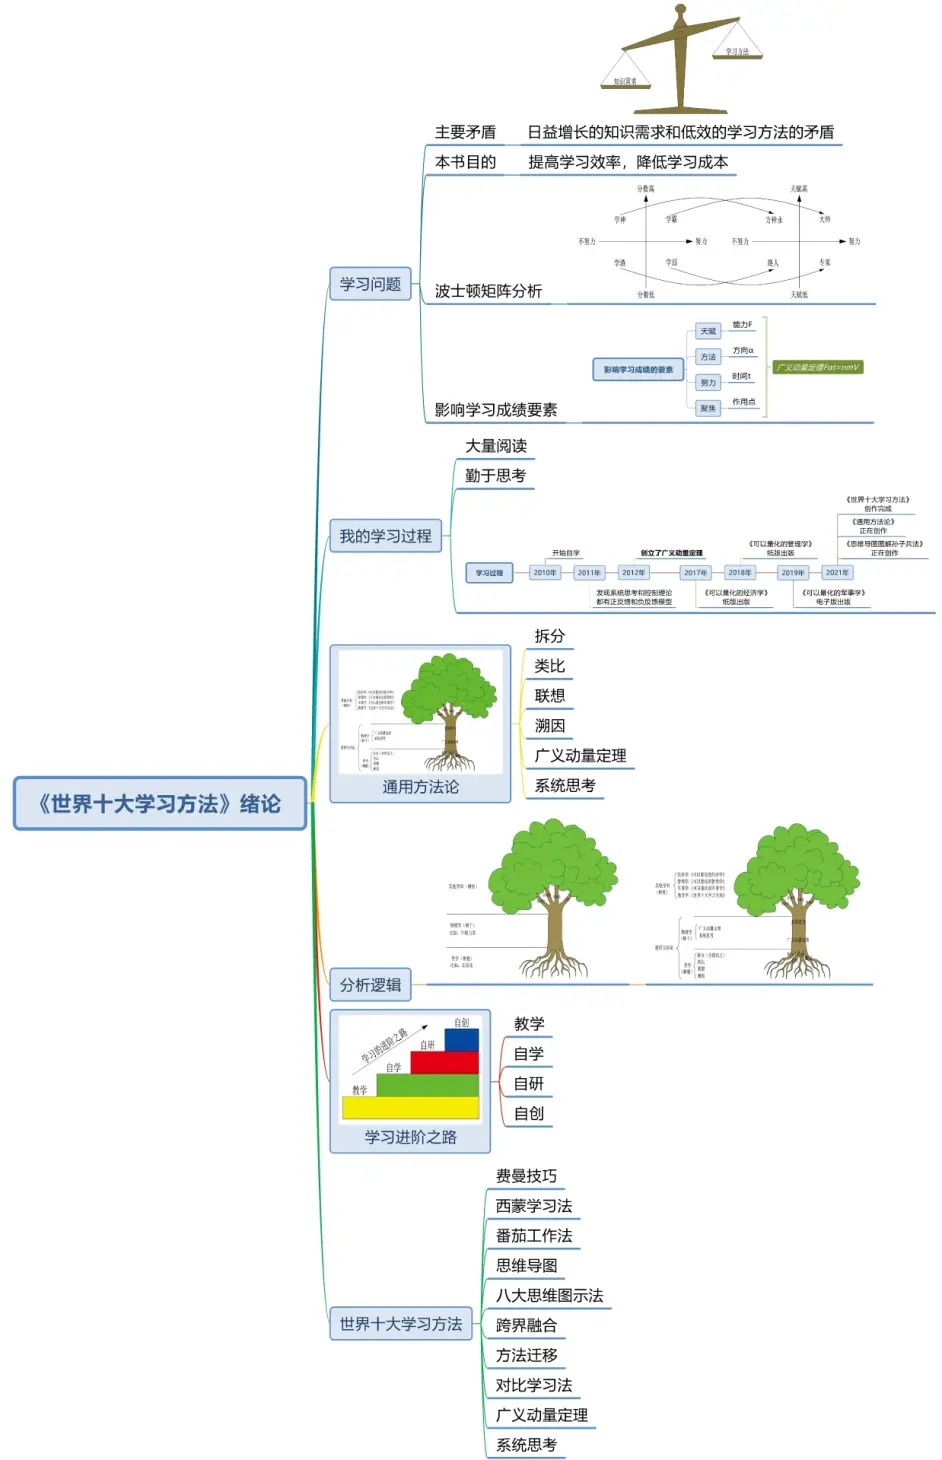 学习方法
知识需求
主要矛盾
日益增长的知识需求和低效的学习方法的矛盾
本书目的
提高学习效率，降低学习成本
分数高
天赋高
学神
学霸
方仲永
大师
不努力
努力
不努力
努力
学渣
学弱
路人
专家
分数低
天赋低
波士顿矩阵分析
影响学习成绩的要素
天赋
能力F
方法
方向α
努力
时间t
聚焦
作用点
广义动量定理Fαt=nmV
影响学习成绩要素
学习问题
大量阅读
勤于思考
我的学习过程
《世界十大学习方法》
创作完成
《通用方法论》
正在创作
《思维导图图解孙子兵法》
正在创作
开始自学
创立了广义动量定理
《可以量化的管理学》
纸版出版
学习过程
2010年
2011年
2012年
2017年
2018年
2019年
2021年
发现系统思考和控制理论
都有正反馈和负反馈模型
《可以量化的经济学》
纸版出版
《可以量化的军事学》
电子版出版
通用方法论
拆分
类比
联想
溯因
广义动量定理
系统思考
《世界十大学习方法》绪论
分析逻辑
学习的进阶之路
自创
自研
自学
教学
学习进阶之路
教学
自学
自研
自创
世界十大学习方法
费曼技巧
西蒙学习法
番茄工作法
思维导图
八大思维图示法
跨界融合
方法迁移
对比学习法
广义动量定理
系统思考